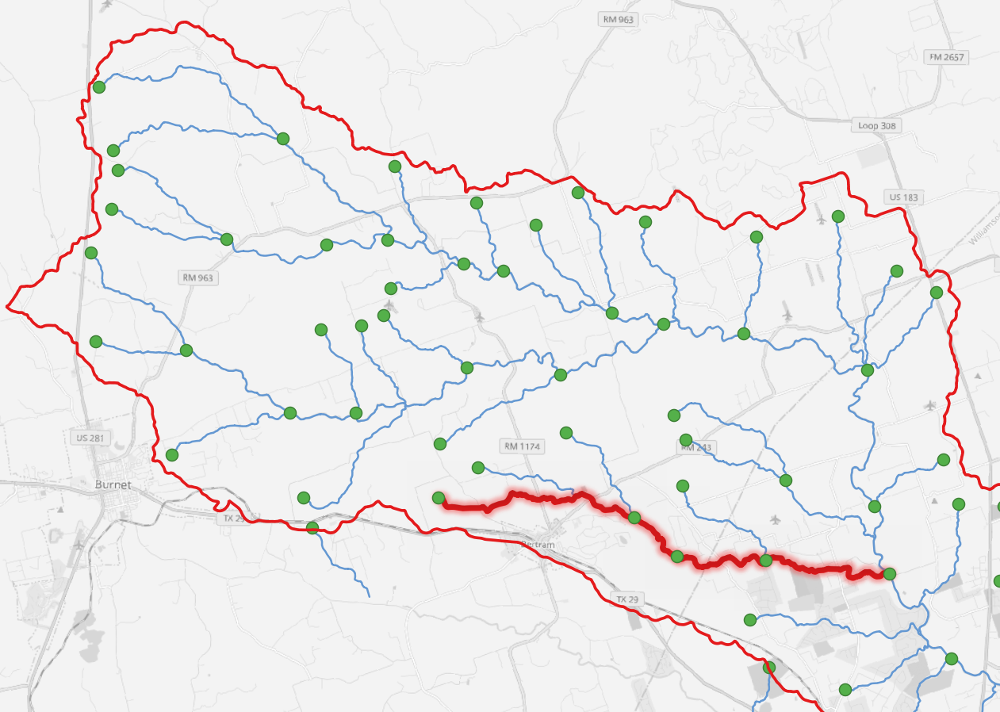 RM 963
FM 2657
Loop 308
US 183
RM 963
US 281
RM 1174
RM 243
Burnet
TX 29
Bertram
TX 29